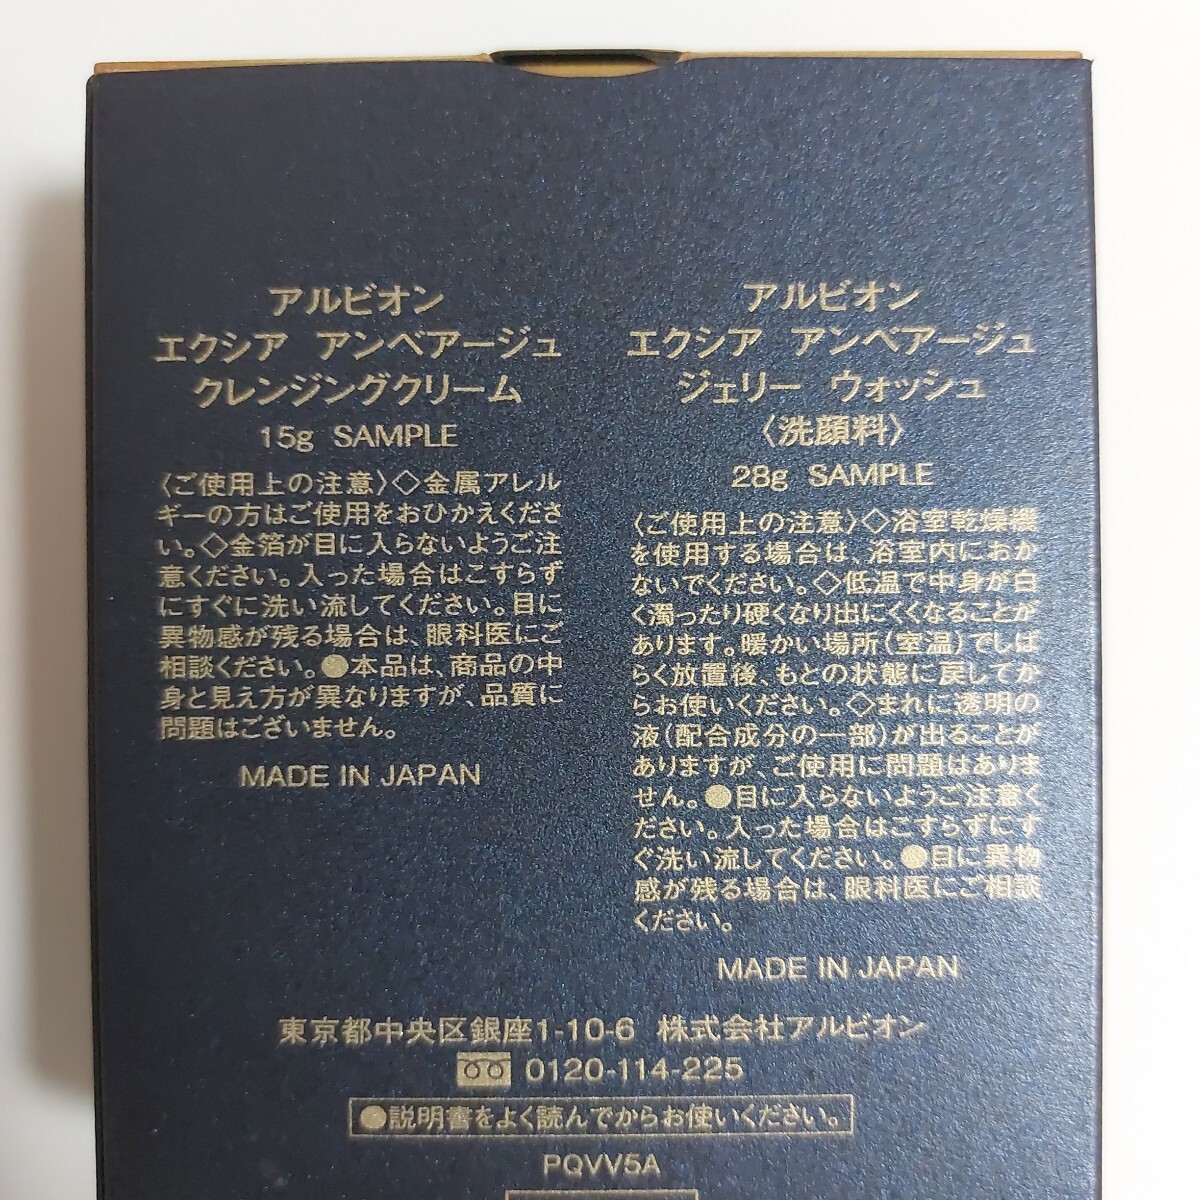 アルビオン
エクシア アンベアージュ
クレンジングクリーム
15g SAMPLE
〈ご使用上の注意〉◇金属アレル
ギーの方はご使用をおひかえくださ
い。◇金箔が目に入らないようご注
意ください。入った場合はこすらず
にすぐに洗い流してください。目に
異物感が残る場合は、眼科医にご
相談ください。●本品は、商品の中
身と見え方が異なりますが、品質に
問題はございません。
MADE IN JAPAN
アルビオン
エクシア アンベアージュ
ジェリー ウォッシュ
〈洗顔料〉
28g SAMPLE
〈ご使用上の注意〉◇浴室乾燥機
を使用する場合は、浴室内におか
ないでください。◇低温で中身が白
く濁ったり硬くなり出にくくなることが
あります。暖かい場所(室温)でしば
らく放置後、もとの状態に戻してか
らお使いください。◇まれに透明の
液(配合成分の一部)が出ることが
ありますが、ご使用に問題はありま
せん。●目に入らないようご注意く
ださい。入った場合はこすらずにす
ぐ洗い流してください。●目に異物
感が残る場合は、眼科医にご相談
ください。
MADE IN JAPAN
東京都中央区銀座1-10-6 株式会社アルビオン
0120-114-225
●説明書をよく読んでからお使いください。
PQVV5A